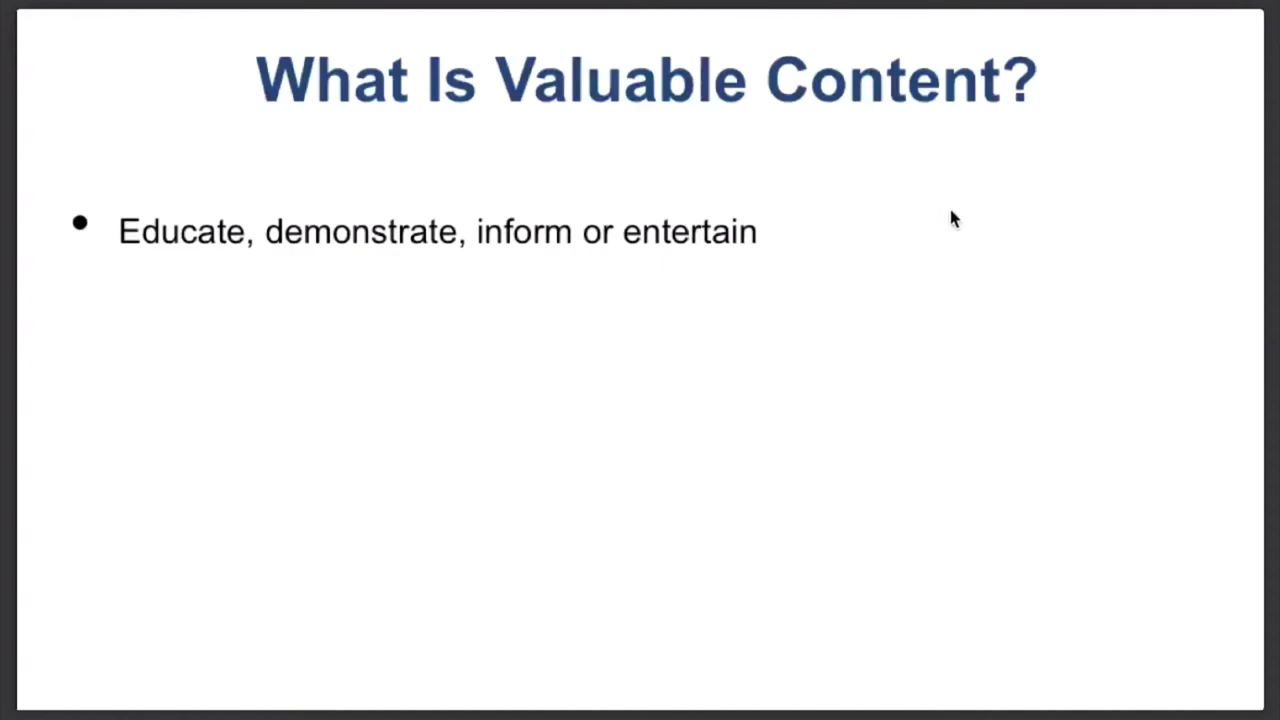 What Is Valuable Content?
• Educate, demonstrate, inform or entertain